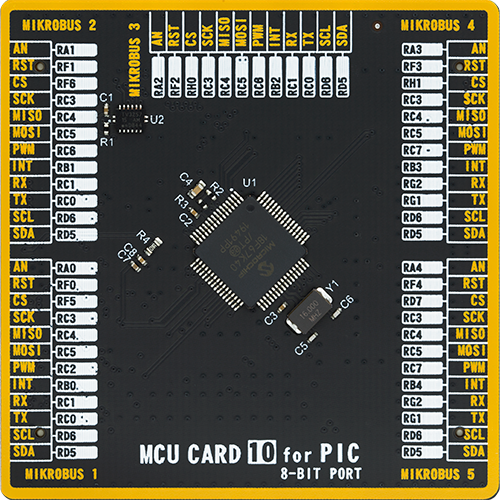 MIKROBUS 2
AN RA1
RST RF1
CS RF6
SCK RC3
MISO RC4
MOSI RC5
PWM RC6
INT RB1
RX RC1
TX RC0
SCL RD6
SDA RD5
MIKROBUS 3
AN RST CS SCK MISO MOSI PWM INT RX TX SCL SDA
RA2 RF2 RH0 RC3 RC4 RC5 RC6 RB2 RC1 RC0 RD6 RD5
MIKROBUS 4
RA3 AN
RF3 RST
RH1 CS
RC3 SCK
RC4 MISO
RC5 MOSI
RC7 PWM
RB3 INT
RG2 RX
RG1 TX
RD6 SCL
RD5 SDA
C1
U2
R1
U1
C4
R2
R3
C2
R4
C3
Y1
16.000
MHz
C6
C5
AN RA0
RST RF0
CS RF5
SCK RC3
MISO RC4
MOSI RC5
PWM RC2
INT RB0
RX RC1
TX RC0
SCL RD6
SDA RD5
MIKROBUS 1
RA5 AN
RF4 RST
RD7 CS
RC3 SCK
RC4 MISO
RC5 MOSI
RC7 PWM
RB4 INT
RG2 RX
RG1 TX
RD6 SCL
RD5 SDA
MIKROBUS 5
MCU CARD 10 for PIC
8-BIT PORT